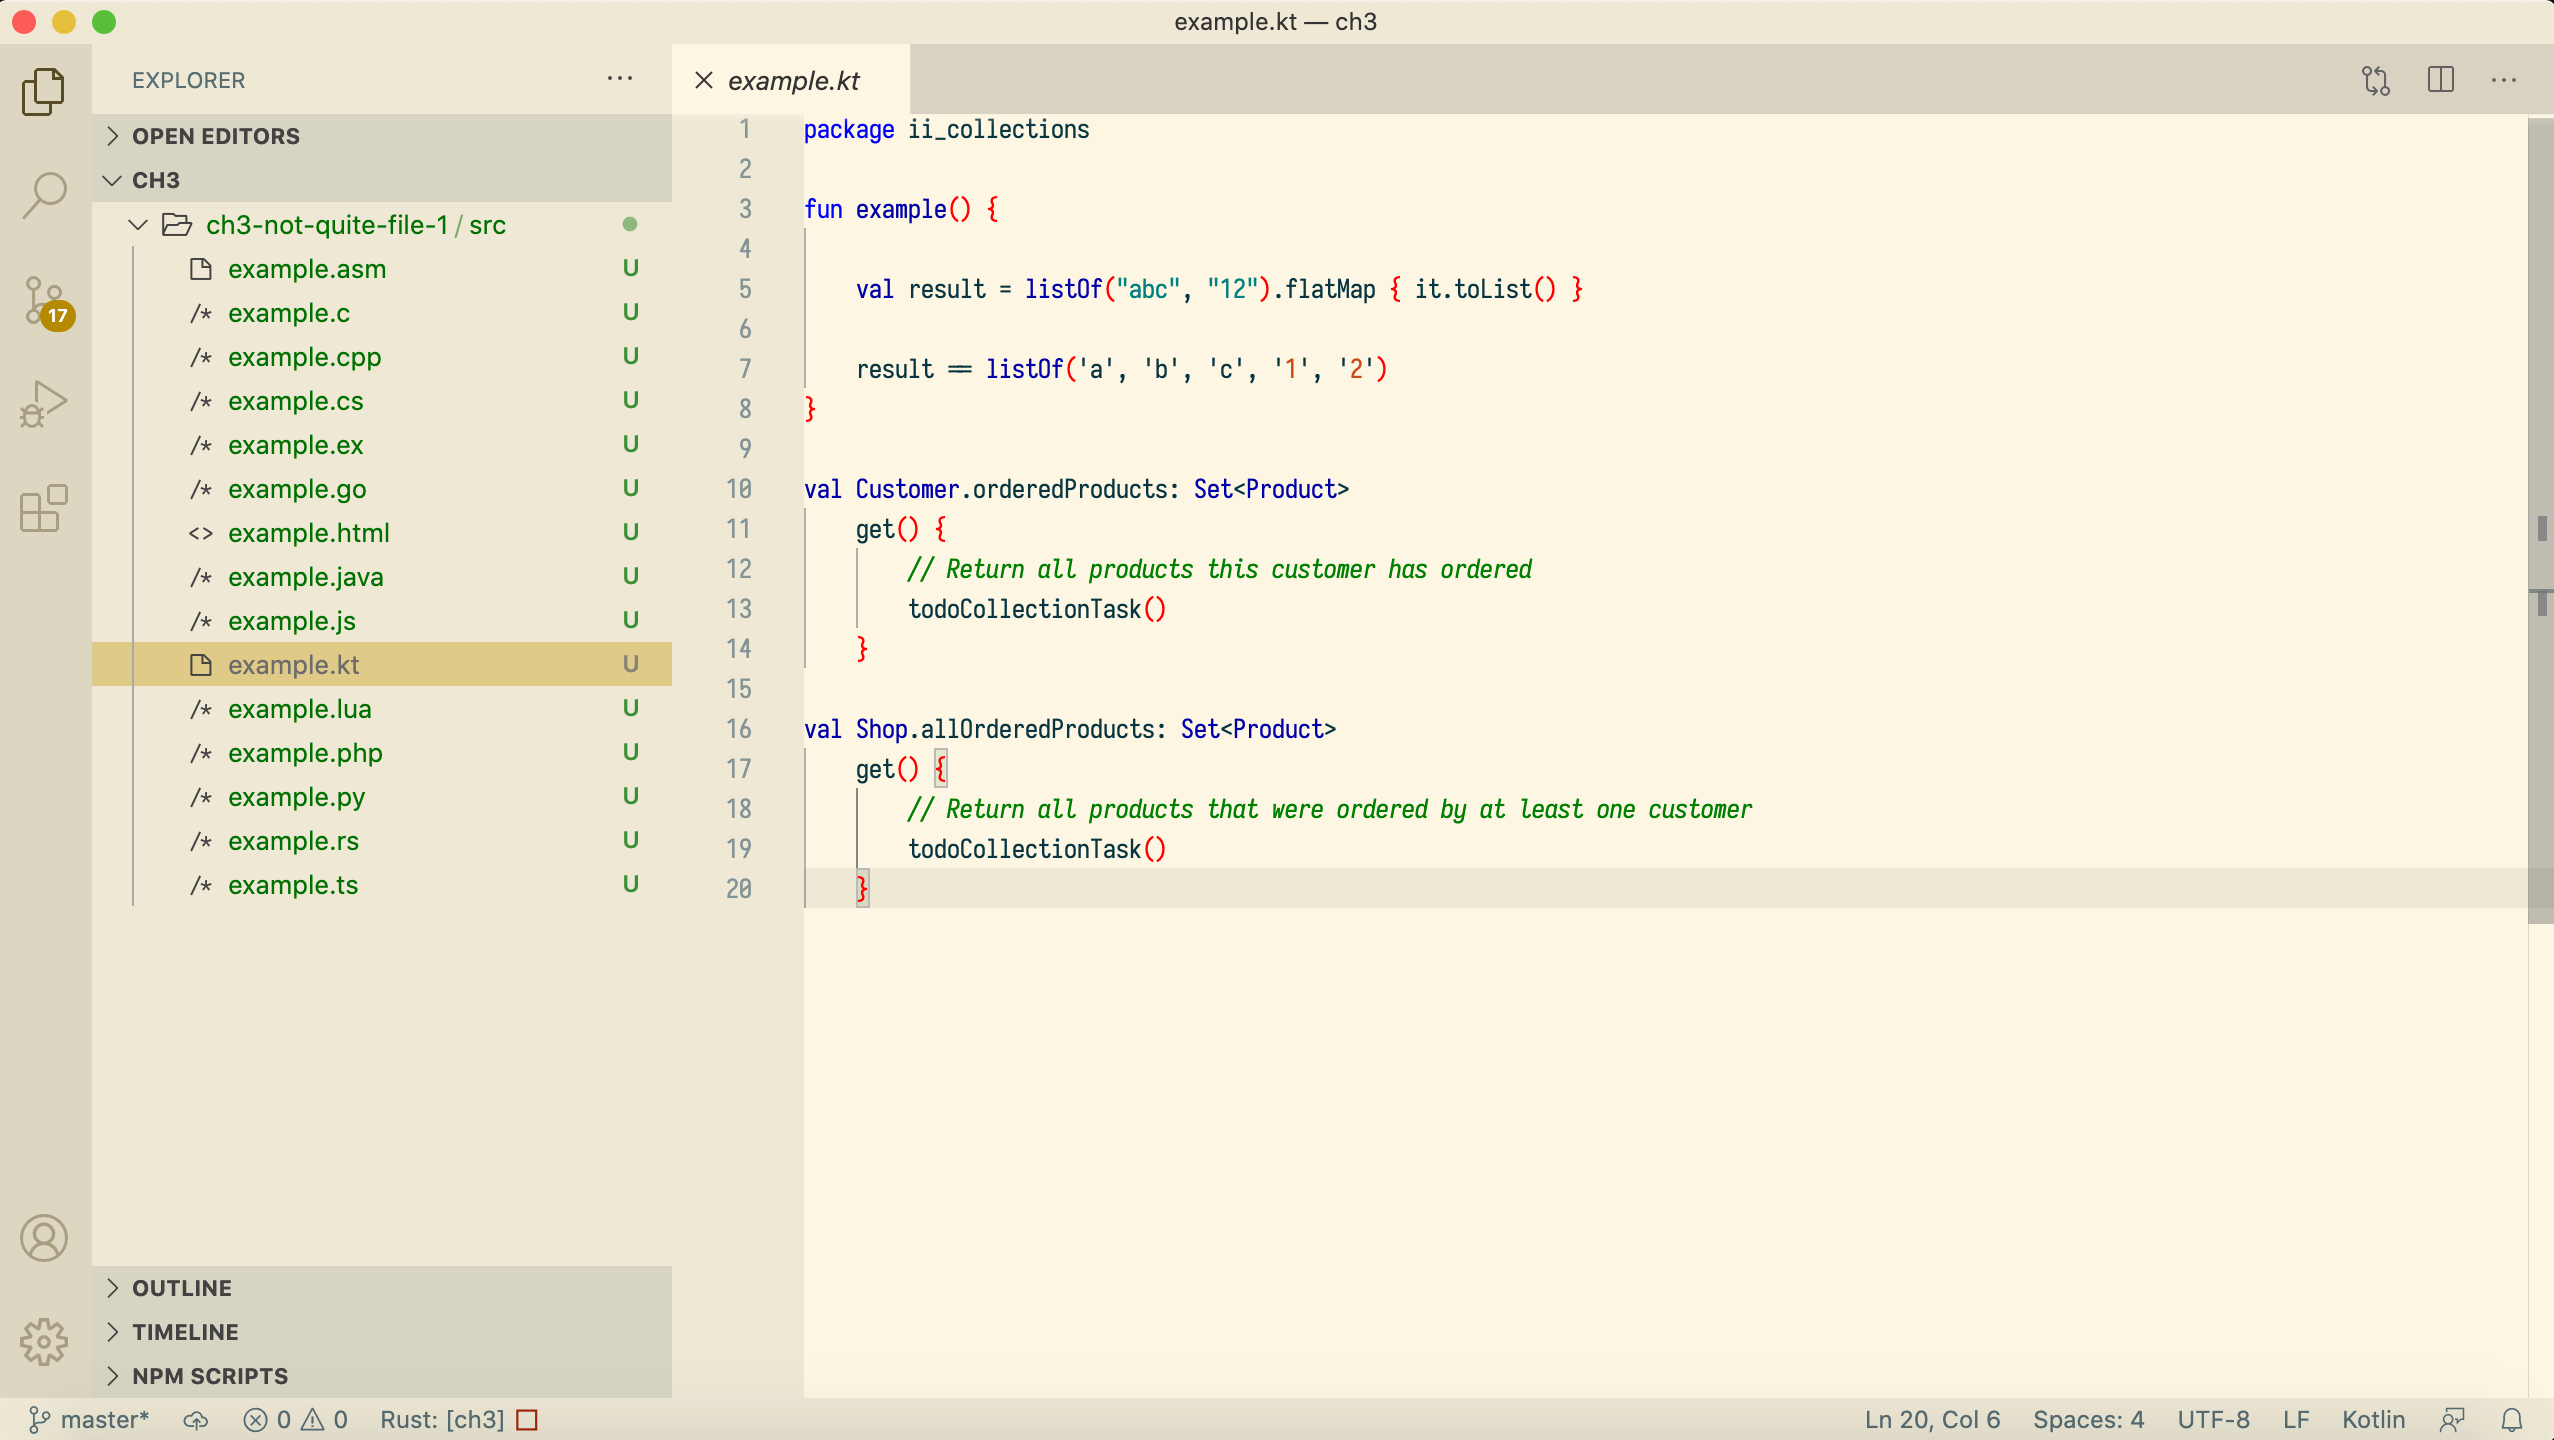 example.kt — ch3
EXPLORER
example.kt
OPEN EDITORS
CH3
ch3-not-quite-file-1 / src
example.asm U
/* example.c U
/* example.cpp U
/* example.cs U
/* example.ex U
/* example.go U
<> example.html U
/* example.java U
/* example.js U
example.kt U
/* example.lua U
/* example.php U
/* example.py U
/* example.rs U
/* example.ts U
17
1 package ii_collections
2
3 fun example() {
4
5 val result = listOf("abc", "12").flatMap { it.toList() }
6
7 result == listOf('a', 'b', 'c', '1', '2')
8 }
9
10 val Customer.orderedProducts: Set<Product>
11 get() {
12 // Return all products this customer has ordered
13 todoCollectionTask()
14 }
15
16 val Shop.allOrderedProducts: Set<Product>
17 get() {
18 // Return all products that were ordered by at least one customer
19 todoCollectionTask()
20 }
OUTLINE
TIMELINE
NPM SCRIPTS
master* 0 0 Rust: [ch3] Ln 20, Col 6 Spaces: 4 UTF-8 LF Kotlin